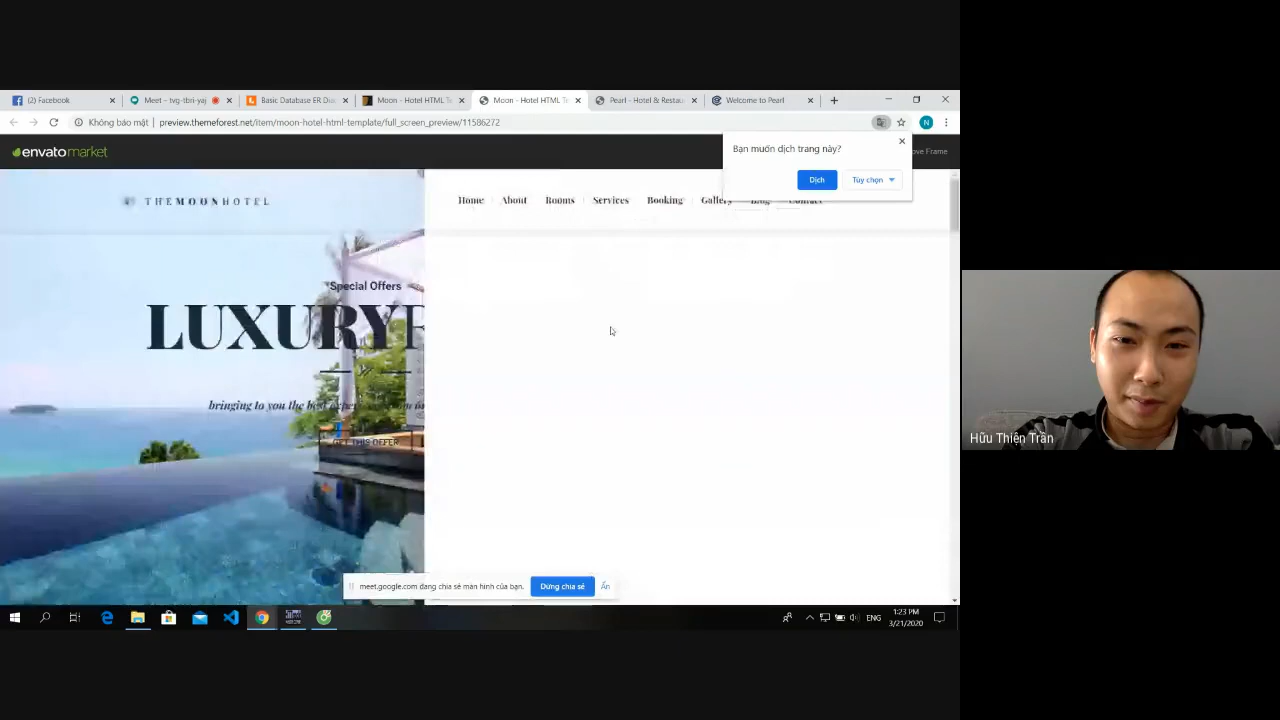 (2) Facebook
Meet – tvg-tbri-yaj
Basic Database ER Dia
Moon - Hotel HTML Te
Moon - Hotel HTML Te
Pearl - Hotel & Restau
Welcome to Pearl
Không bảo mật | preview.themeforest.net/item/moon-hotel-html-template/full_screen_preview/11586272
N
envatomarket
Bạn muốn dịch trang này?
Frame
Dịch
Tùy chọn
THEMOONHOTEL
Home
About
Rooms
Services
Booking
Gallery
Blog
Contact
Special Offers
LUXURY
bringing to you the best
GET THIS OFFER
Hữu Thiện Trần
meet.google.com đang chia sẻ màn hình của bạn.
Dừng chia sẻ
Ẩn
ENG
1:23 PM
3/21/2020